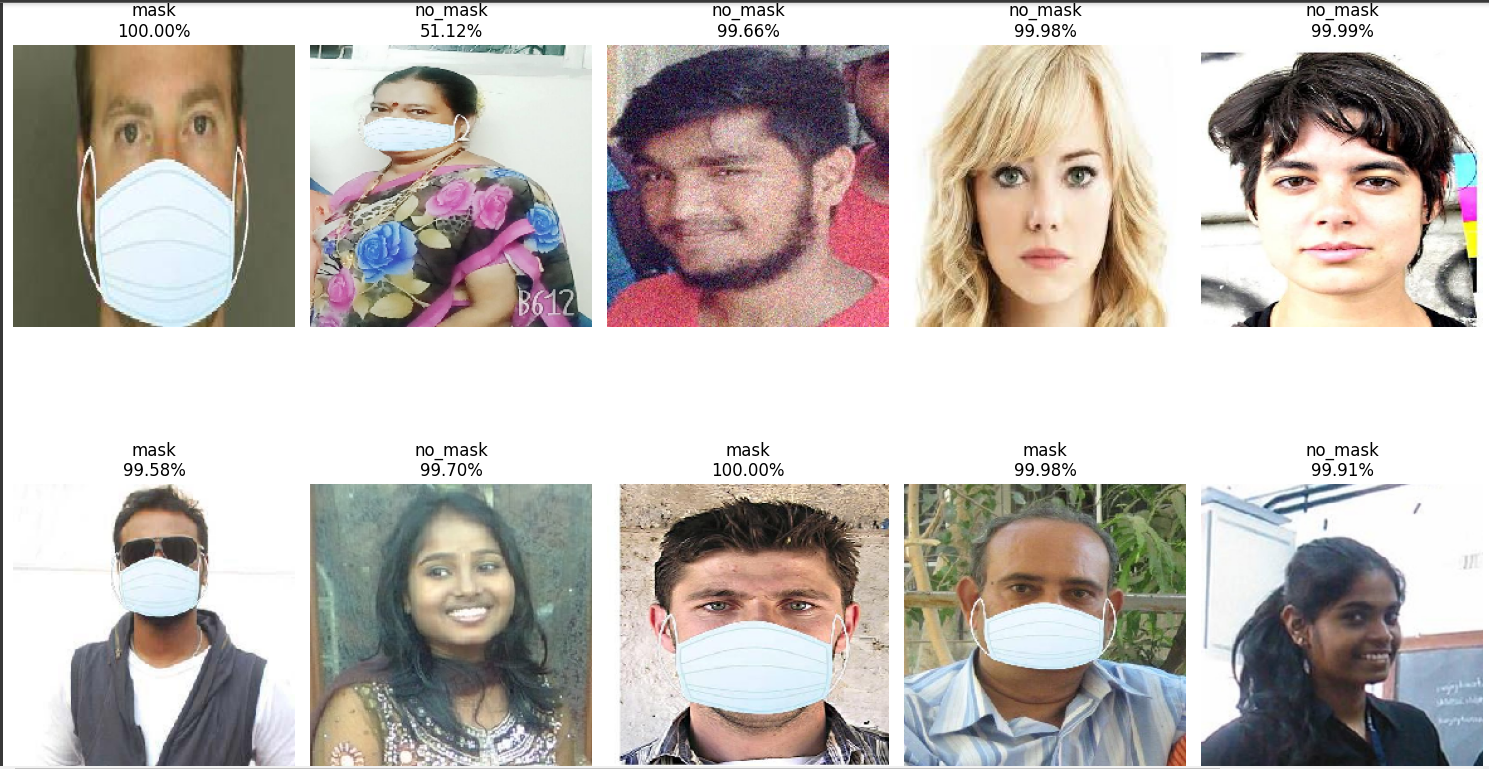 mask
100.00%
no_mask
51.12%
no_mask
99.66%
no_mask
99.98%
no_mask
99.99%
B612
mask
99.58%
no_mask
99.70%
mask
100.00%
mask
99.98%
no_mask
99.91%